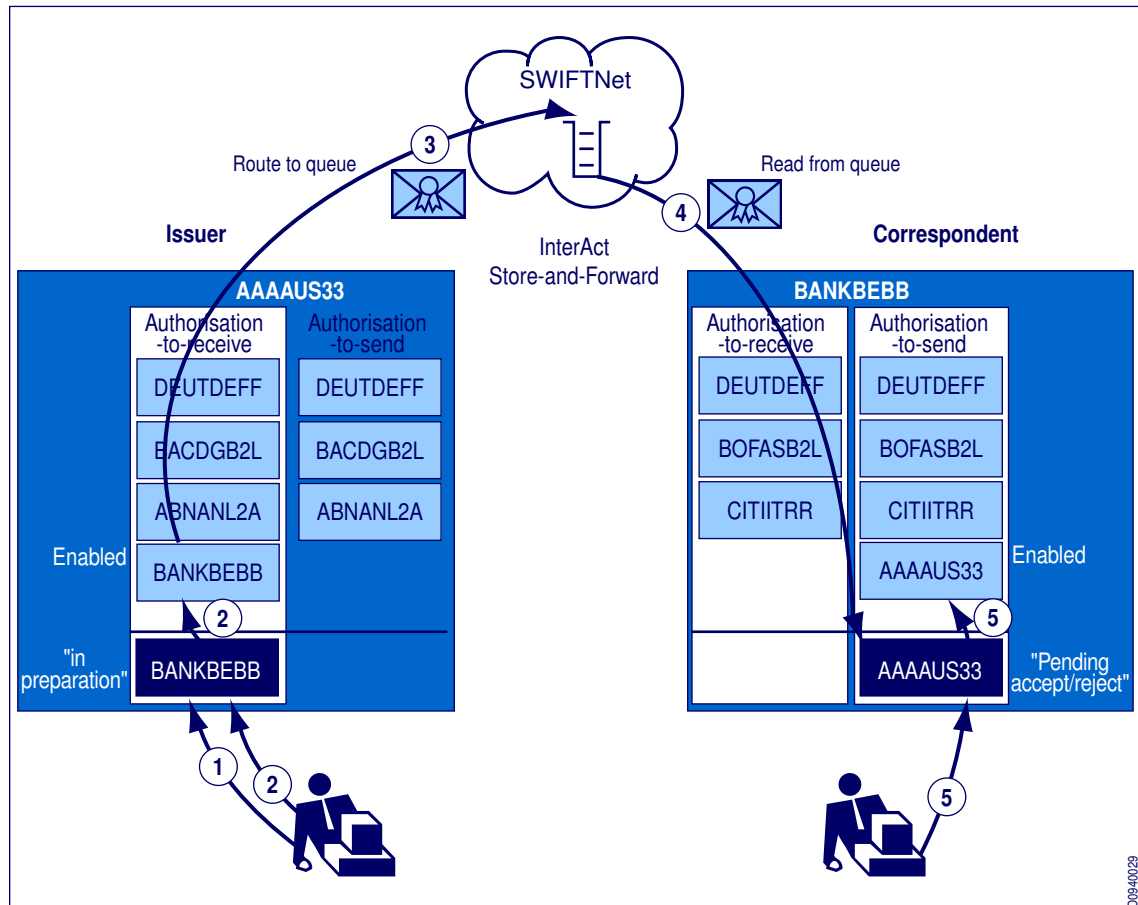 SWIFTNet
3
Route to queue
Read from queue
4
Issuer
InterAct
Store-and-Forward
Correspondent
AAAAUS33
Authorisation
-to-receive
Authorisation
-to-send
DEUTDEFF
DEUTDEFF
BACDGB2L
BACDGB2L
ABNANL2A
ABNANL2A
Enabled
BANKBEBB
2
"in
preparation"
BANKBEBB
1
2
BANKBEBB
Authorisation
-to-receive
Authorisation
-to-send
DEUTDEFF
DEUTDEFF
BOFASB2L
BOFASB2L
CITIITRR
CITIITRR
AAAAUS33
Enabled
5
AAAAUS33
"Pending
accept/reject"
5
D0940029